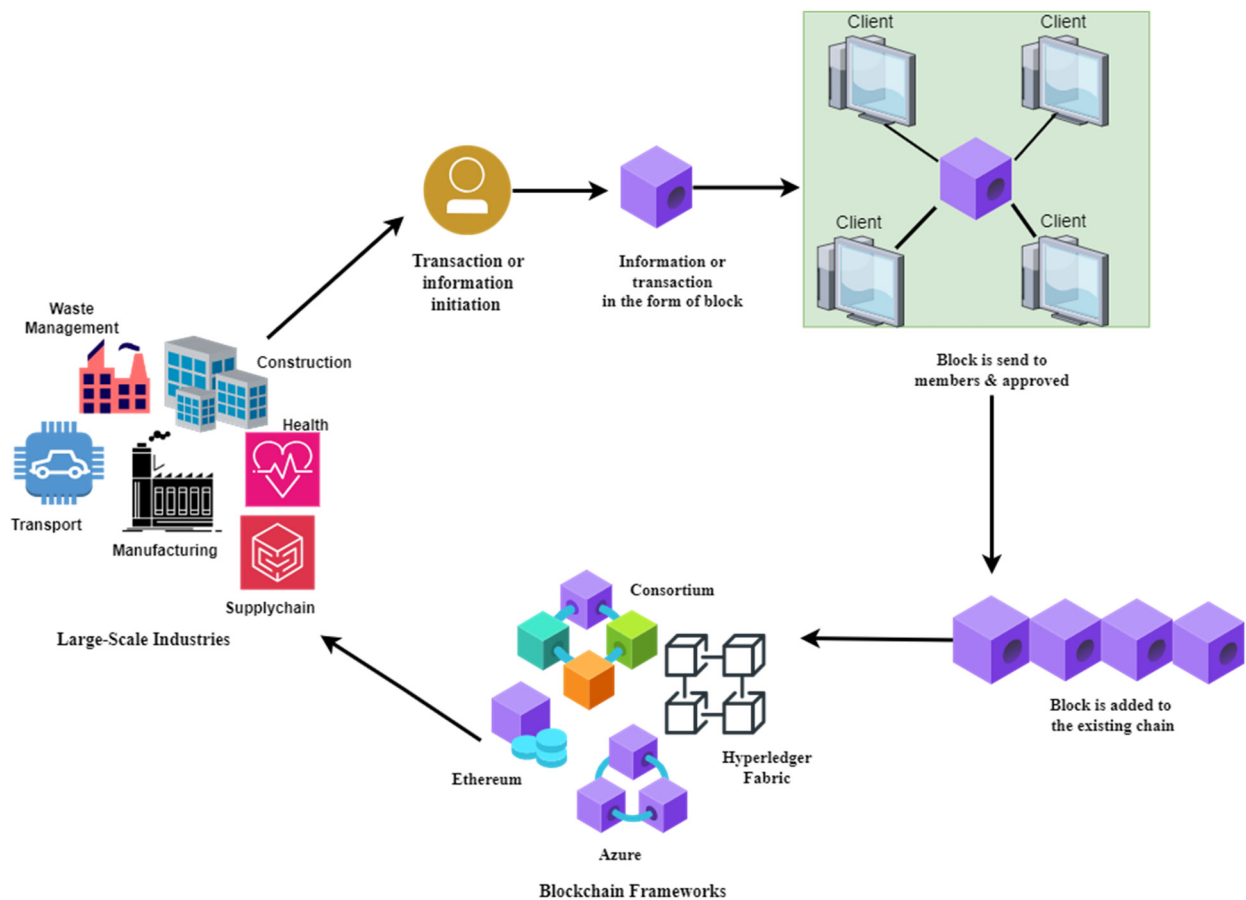 Client
Client
Client
Client
Transaction or
information
initiation
Information or
transaction
in the form of block
Block is send to
members & approved
Waste
Management
Construction
Health
Transport
Manufacturing
Supplychain
Large-Scale Industries
Consortium
Hyperledger
Fabric
Ethereum
Azure
Blockchain Frameworks
Block is added to
the existing chain